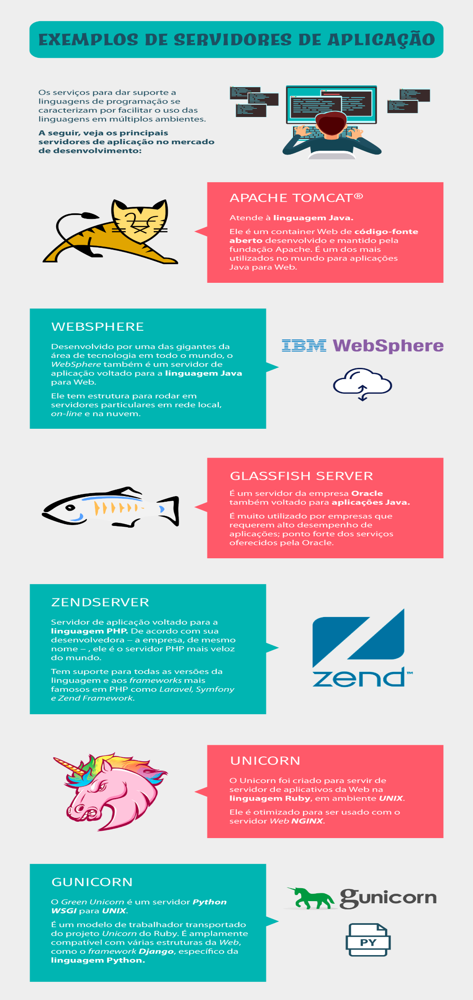 EXEMPLOS DE SERVIDORES DE APLICAÇÃO
Os serviços para dar suporte a
linguagens de programação se
caracterizam por facilitar o uso das
linguagens em múltiplos ambientes.
A seguir, veja os principais
servidores de aplicação no mercado
de desenvolvimento:
APACHE TOMCAT®
Atende à linguagem Java.
Ele é um container Web de código-fonte
aberto desenvolvido e mantido pela
fundação Apache. É um dos mais
utilizados no mundo para aplicações
Java para Web.
WEBSPHERE
Desenvolvido por uma das gigantes da
área de tecnologia em todo o mundo, o
WebSphere também é um servidor de
aplicação voltado para a linguagem Java
para Web.
Ele tem estrutura para rodar em
servidores particulares em rede local,
on-line e na nuvem.
IBM WebSphere
GLASSFISH SERVER
É um servidor da empresa Oracle
também voltado para aplicações Java.
É muito utilizado por empresas que
requerem alto desempenho de
aplicações; ponto forte dos serviços
oferecidos pela Oracle.
ZENDSERVER
Servidor de aplicação voltado para a
linguagem PHP. De acordo com sua
desenvolvedora – a empresa, de mesmo
nome – , ele é o servidor PHP mais veloz
do mundo.
Tem suporte para todas as versões da
linguagem e aos frameworks mais
famosos em PHP como Laravel, Symfony
e Zend Framework.
zend™
UNICORN
O Unicorn foi criado para servir de
servidor de aplicativos da Web na
linguagem Ruby, em ambiente UNIX.
Ele é otimizado para ser usado com o
servidor Web NGINX.
GUNICORN
O Green Unicorn é um servidor Python
WSGI para UNIX.
É um modelo de trabalhador transportado
do projeto Unicorn do Ruby. É amplamente
compatível com várias estruturas da Web,
como o framework Django, específico da
linguagem Python.
gunicorn
PY